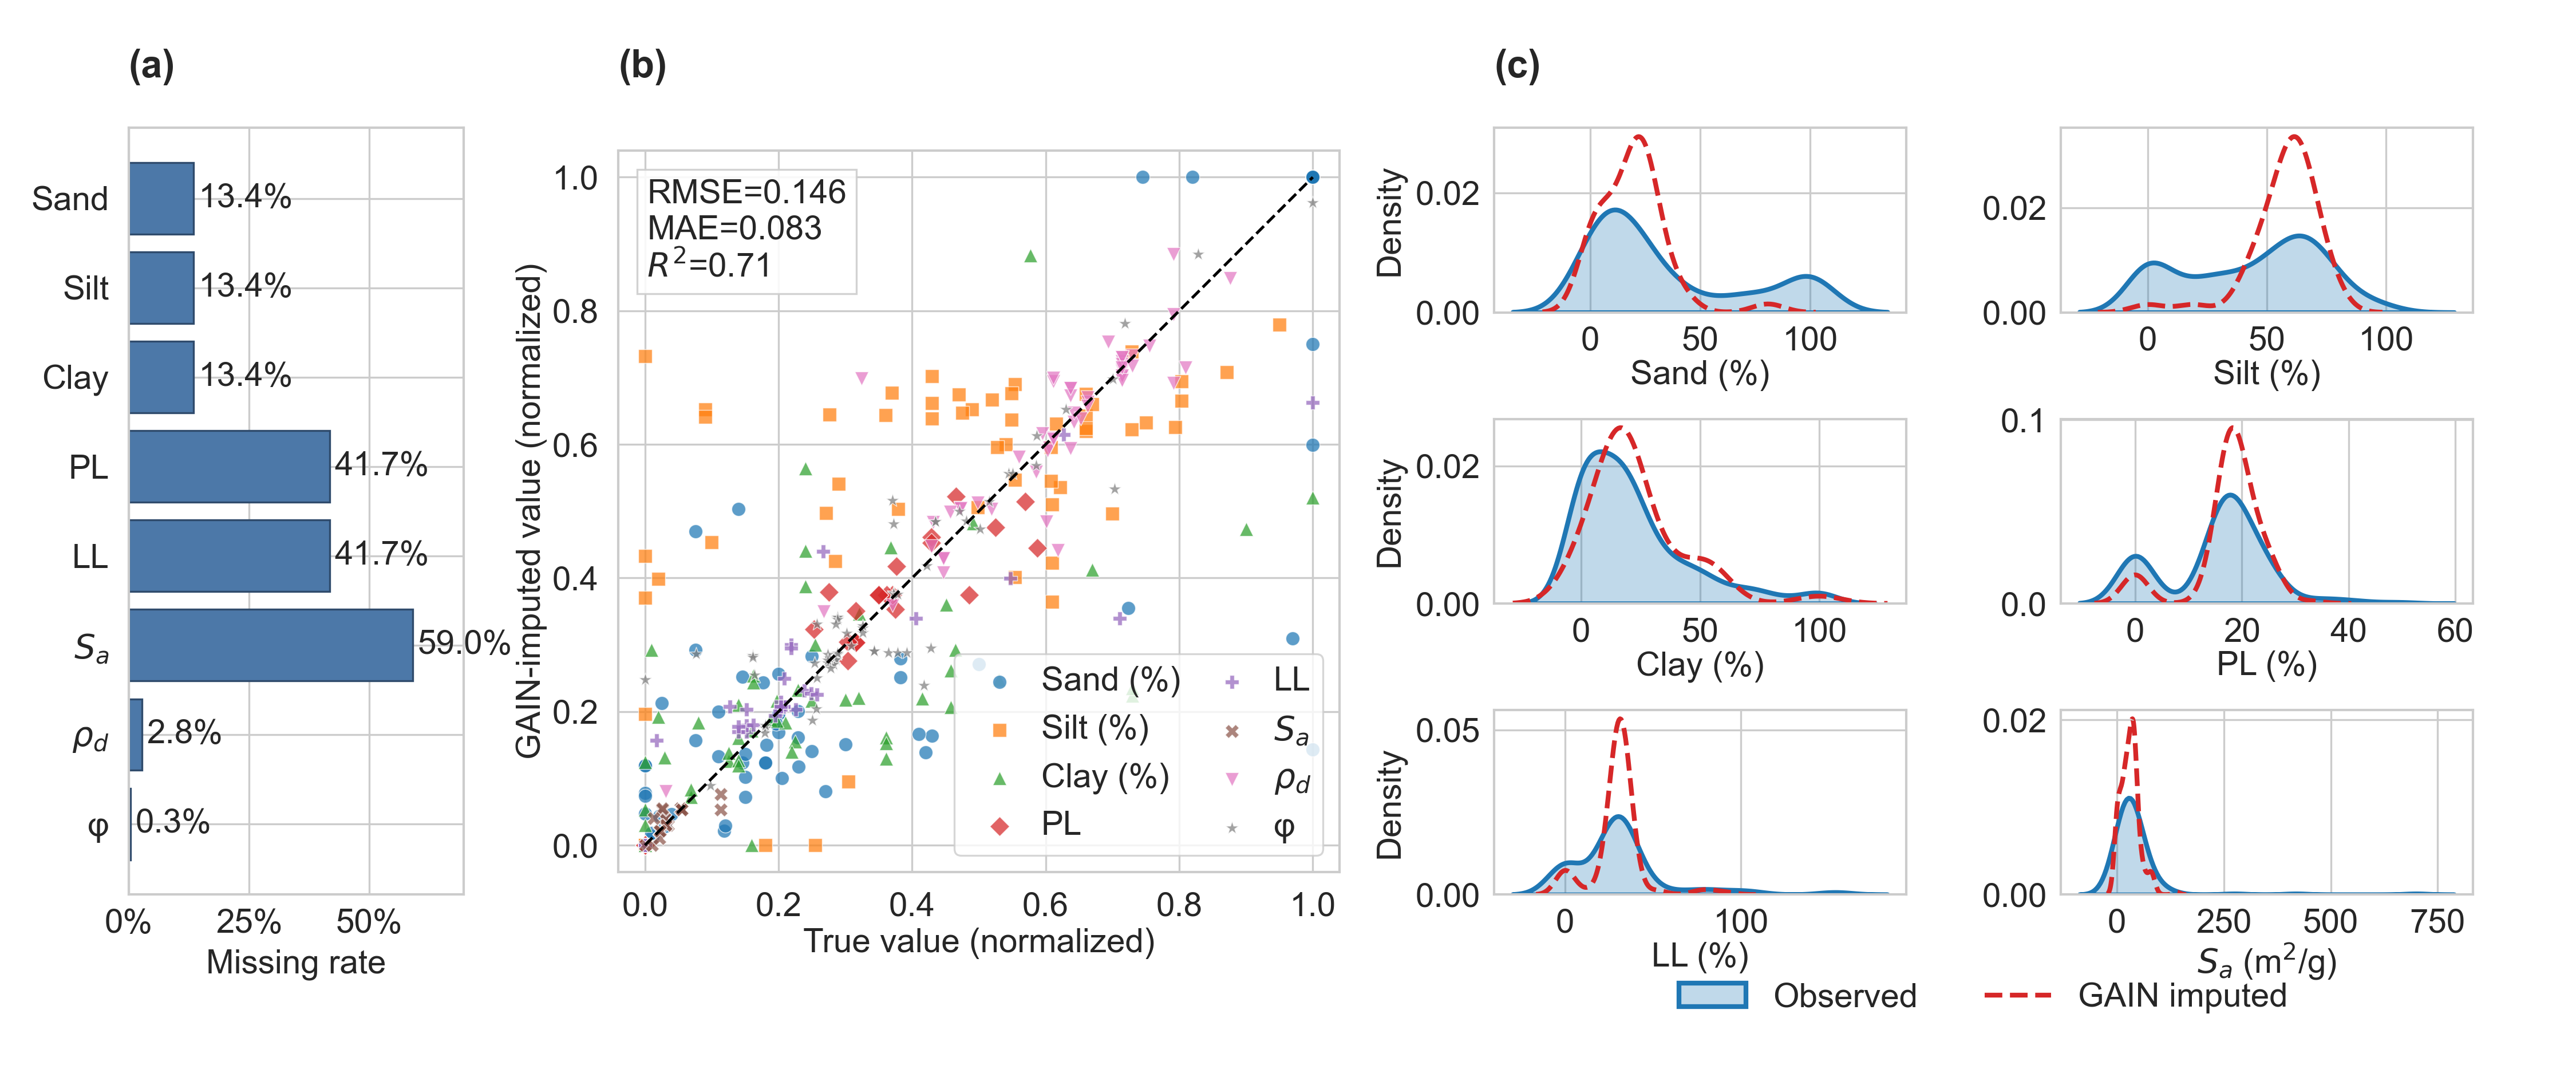 (a)
Sand
Silt
Clay
PL
LL
Sₐ
ρ_d
φ
13.4%
13.4%
13.4%
41.7%
41.7%
59.0%
2.8%
0.3%
0% 25% 50%
Missing rate
(b)
GAIN-imputed value (normalized)
1.0
0.8
0.6
0.4
0.2
0.0
RMSE=0.146
MAE=0.083
R²=0.71
Sand (%)
Silt (%)
Clay (%)
PL
LL
Sₐ
ρ_d
φ
0.0 0.2 0.4 0.6 0.8 1.0
True value (normalized)
(c)
Density
0.02
0.00
0 50 100
Sand (%)
0.02
0.00
0 50 100
Silt (%)
Density
0.02
0.00
0 50 100
Clay (%)
0.1
0.0
0 20 40 60
PL (%)
Density
0.05
0.00
0 100
LL (%)
0.02
0.00
0 250 500 750
Sₐ (m²/g)
Observed
GAIN imputed